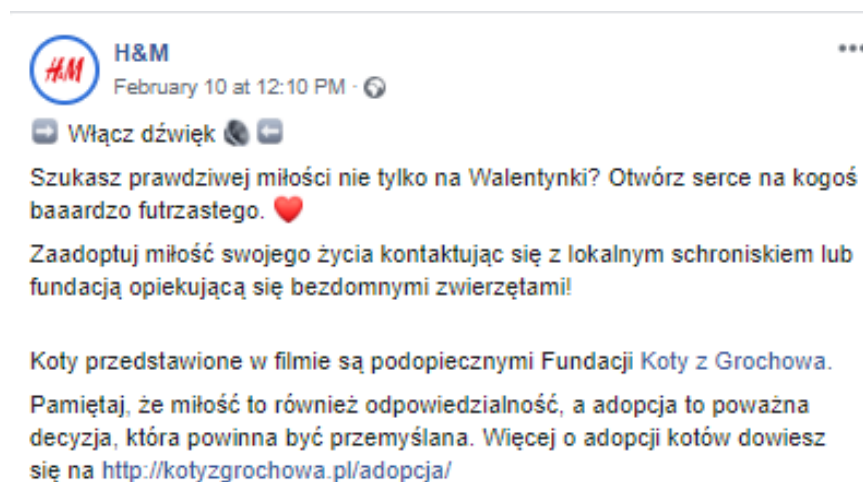 H&M
H&M
February 10 at 12:10 PM ·
Włącz dźwięk
Szukasz prawdziwej miłości nie tylko na Walentynki? Otwórz serce na kogoś
baaardzo futrzastego.
Zaadoptuj miłość swojego życia kontaktując się z lokalnym schroniskiem lub
fundacją opiekującą się bezdomnymi zwierzętami!
Koty przedstawione w filmie są podopiecznymi Fundacji Koty z Grochowa.
Pamiętaj, że miłość to również odpowiedzialność, a adopcja to poważna
decyzja, która powinna być przemyślana. Więcej o adopcji kotów dowiesz
się na http://kotyzgrochowa.pl/adopcja/